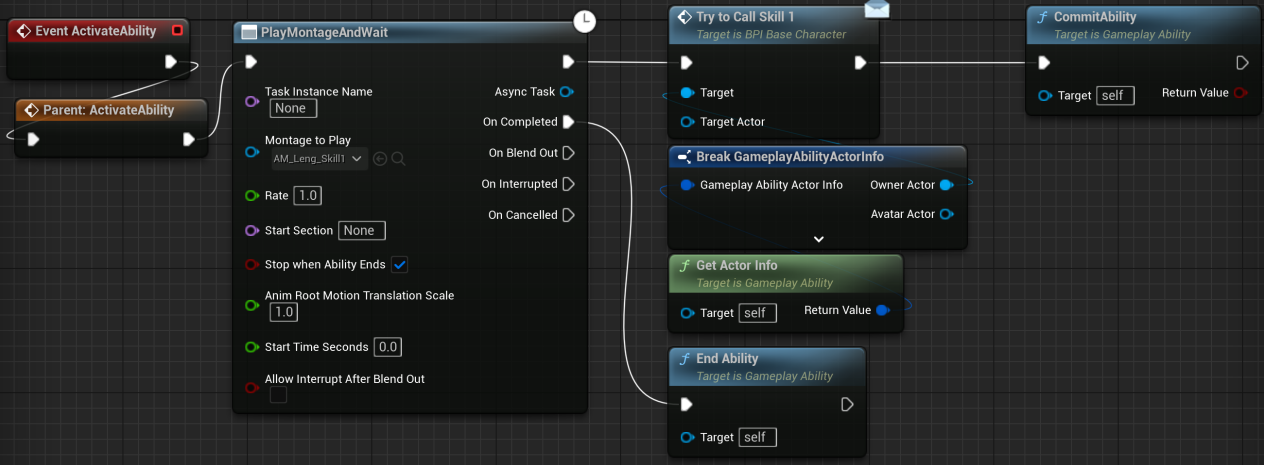 Event ActivateAbility
Parent: ActivateAbility
PlayMontageAndWait
Task Instance Name
None
Montage to Play
AM_Leng_Skill1
Rate 1.0
Start Section None
Stop when Ability Ends
Anim Root Motion Translation Scale
1.0
Start Time Seconds 0.0
Allow Interrupt After Blend Out
Async Task
On Completed
On Blend Out
On Interrupted
On Cancelled
Try to Call Skill 1
Target is BPI Base Character
Target
Target Actor
Break GameplayAbilityActorInfo
Gameplay Ability Actor Info
Owner Actor
Avatar Actor
Get Actor Info
Target is Gameplay Ability
Target self
Return Value
End Ability
Target is Gameplay Ability
Target self
CommitAbility
Target is Gameplay Ability
Target self
Return Value